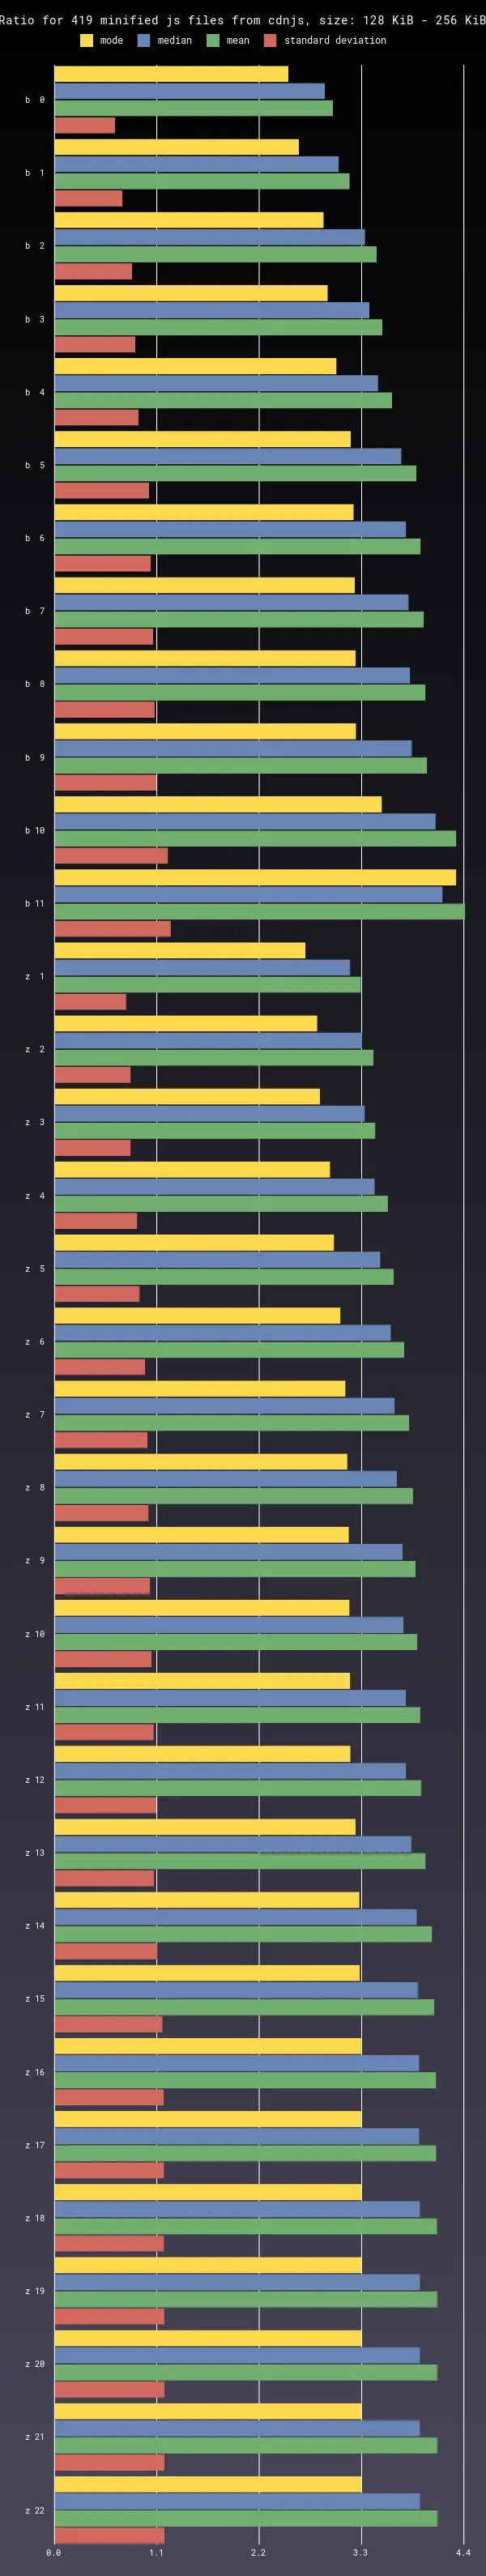 Ratio for 419 minified js files from cdnjs, size: 128 KiB - 256 KiB
mode median mean standard deviation
b 0
b 1
b 2
b 3
b 4
b 5
b 6
b 7
b 8
b 9
b 10
b 11
z 1
z 2
z 3
z 4
z 5
z 6
z 7
z 8
z 9
z 10
z 11
z 12
z 13
z 14
z 15
z 16
z 17
z 18
z 19
z 20
z 21
z 22
0.0 1.1 2.2 3.3 4.4